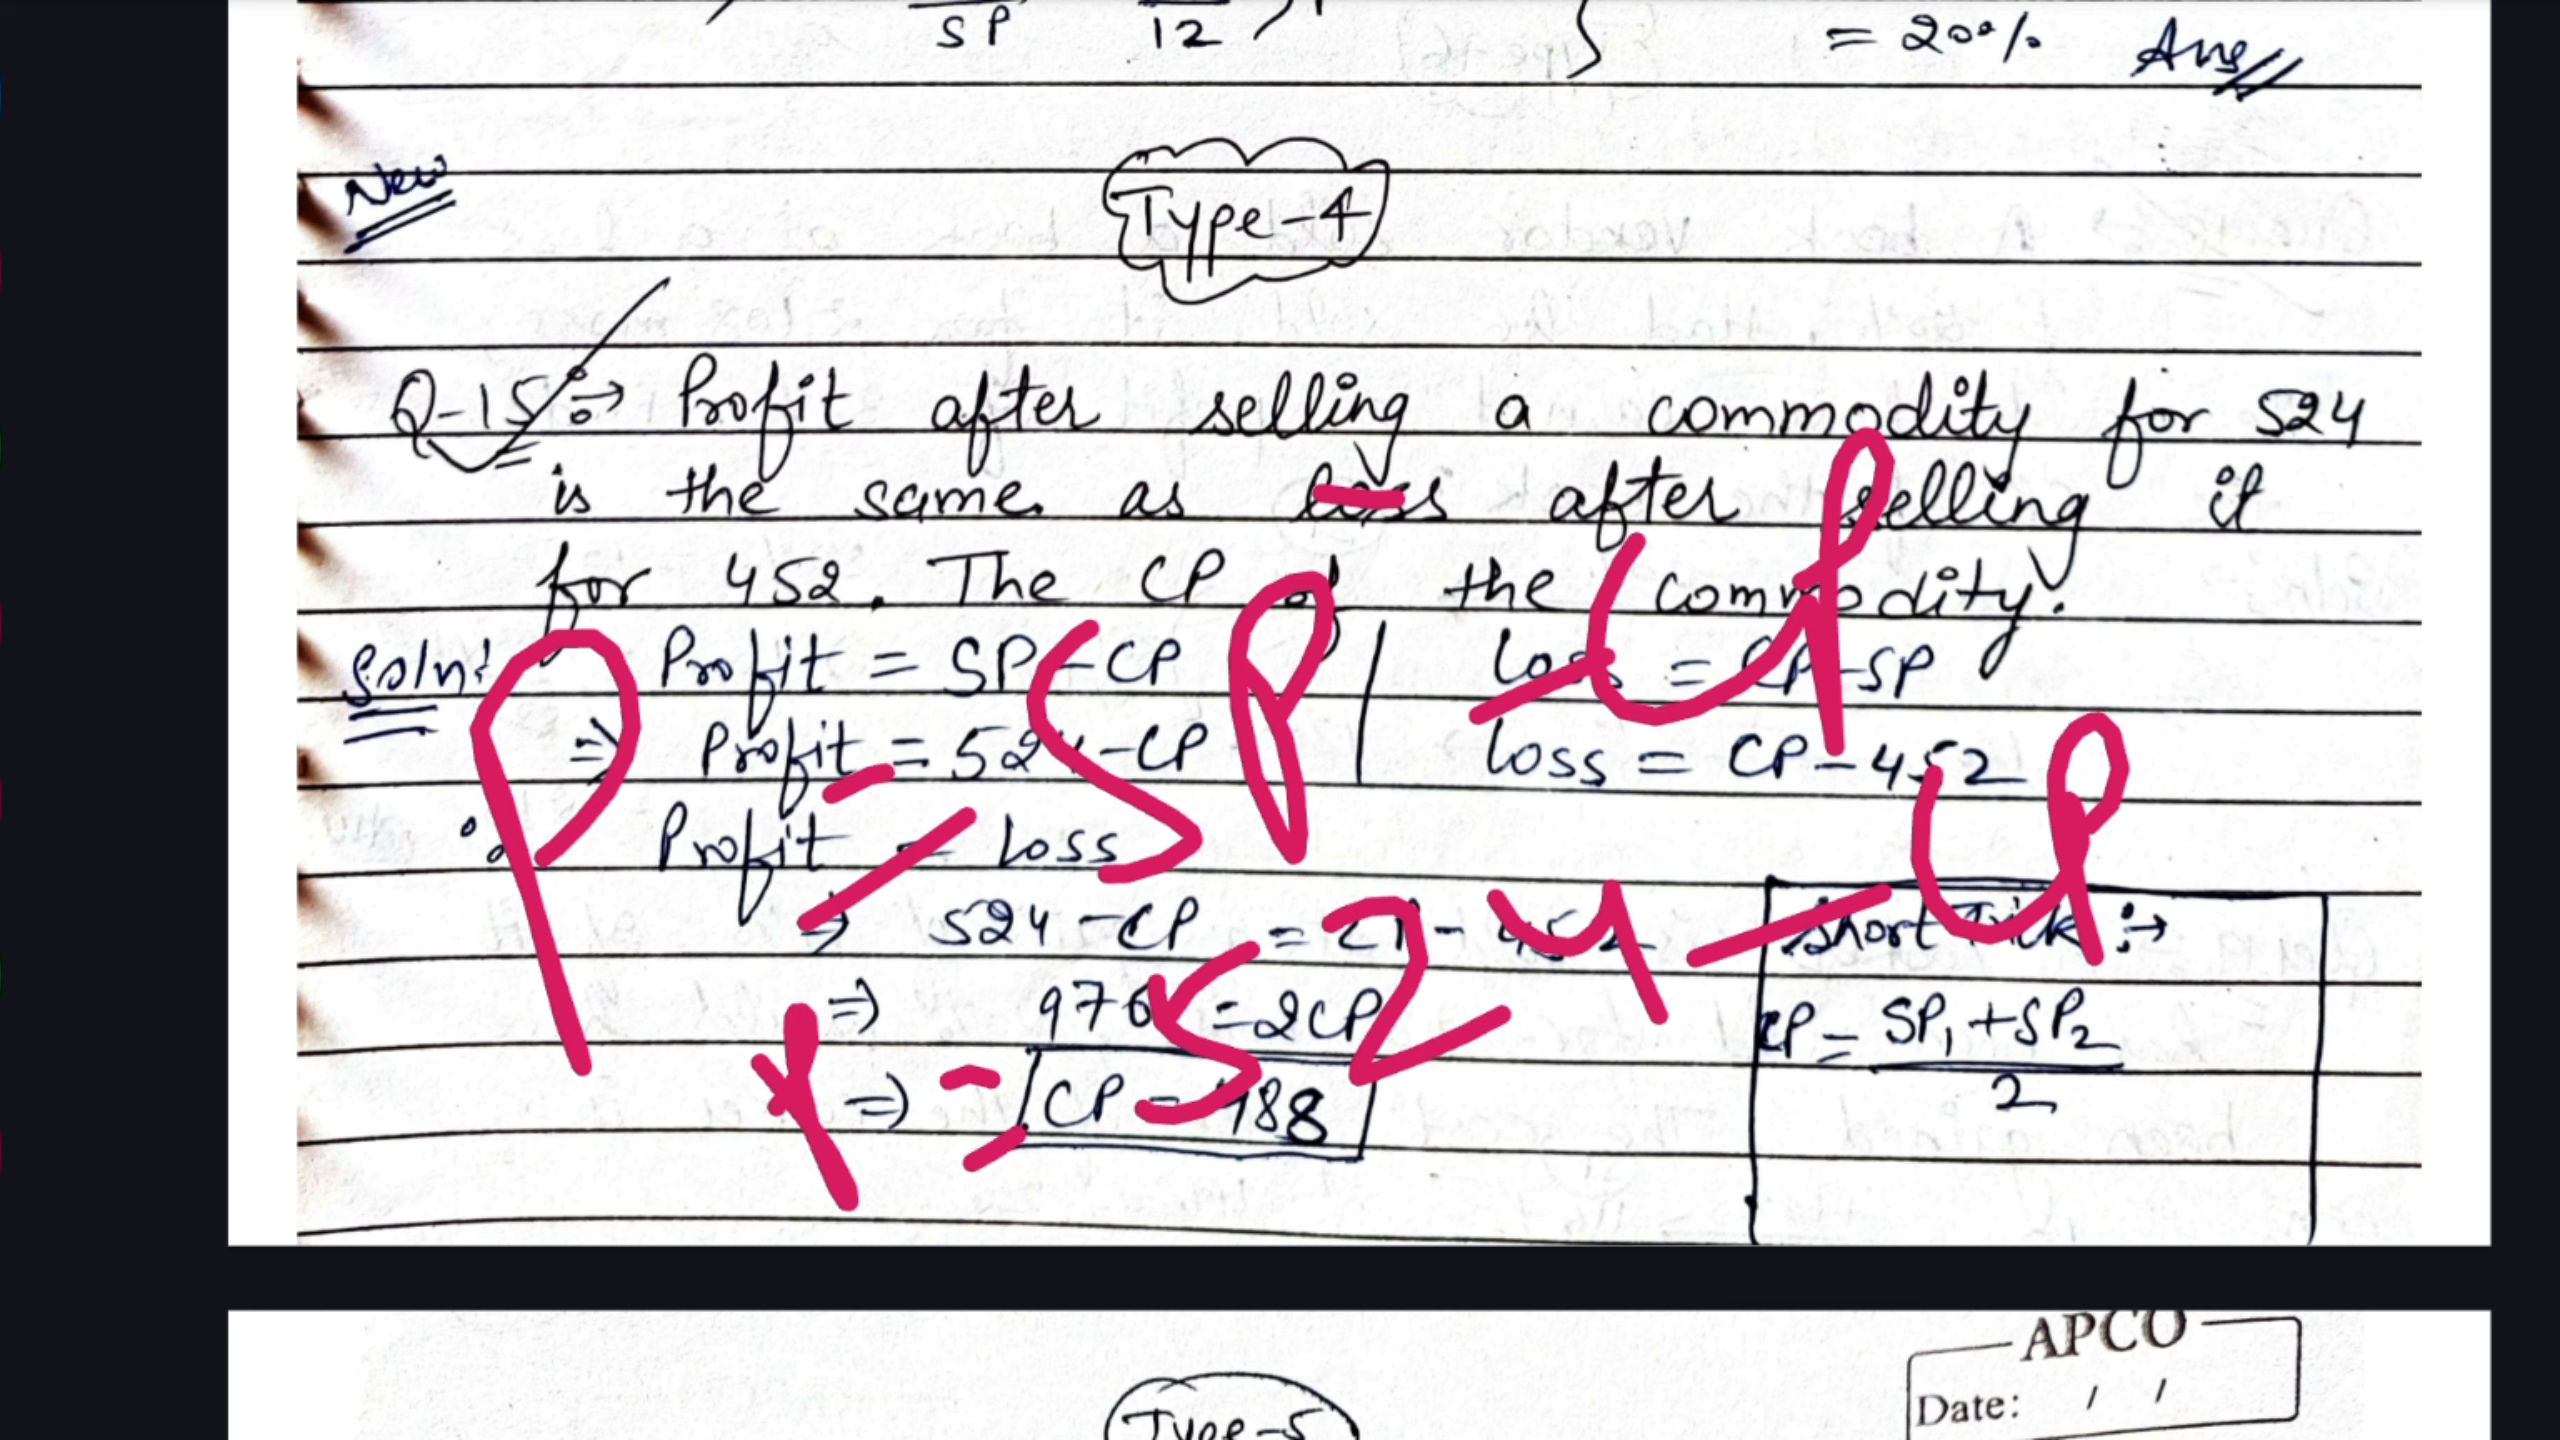 SP 12 = 20% Ans
New
Type-4
Q-15 :→ Profit after selling a commodity for 524
is the same as loss after selling it
for 452. The CP of the commodity.
Soln: Profit = SP-CP | loss = CP-SP
⇒ Profit = 524-CP | loss = CP-452
∴ Profit = Loss
⇒ 524-CP = CP-452
⇒ 976 = 2CP
⇒ CP = 488
Short Trick :→
CP = SP₁+SP₂
2
P = SP - CP
P = 524 - CP
APCO
Date: / /
Type-5